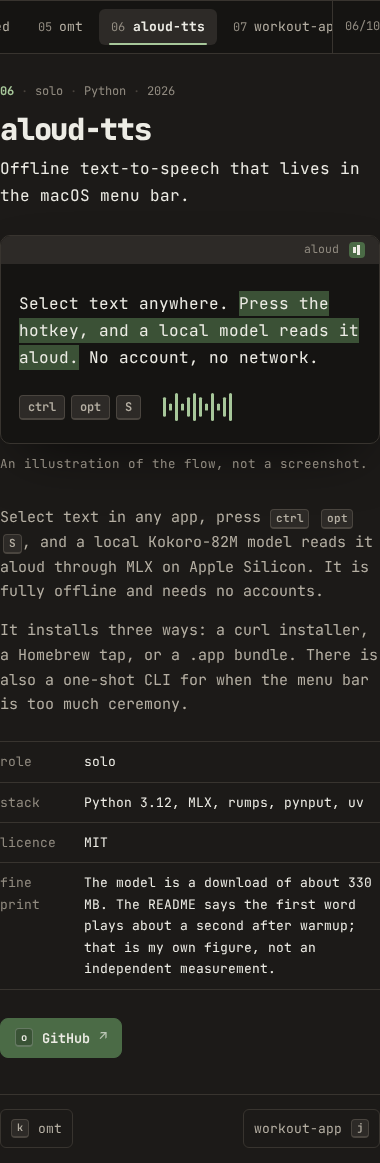 ed 05 omt 06 aloud-tts 07 workout-ap 06/10
06 · solo · Python · 2026
aloud-tts
Offline text-to-speech that lives in
the macOS menu bar.
aloud
Select text anywhere. Press the
hotkey, and a local model reads it
aloud. No account, no network.
ctrl opt S
An illustration of the flow, not a screenshot.
Select text in any app, press ctrl opt
S, and a local Kokoro-82M model reads it
aloud through MLX on Apple Silicon. It is
fully offline and needs no accounts.
It installs three ways: a curl installer,
a Homebrew tap, or a .app bundle. There is
also a one-shot CLI for when the menu bar
is too much ceremony.
role solo
stack Python 3.12, MLX, rumps, pynput, uv
licence MIT
fine The model is a download of about 330
print MB. The README says the first word
plays about a second after warmup;
that is my own figure, not an
independent measurement.
o GitHub ↗
k omt workout-app j